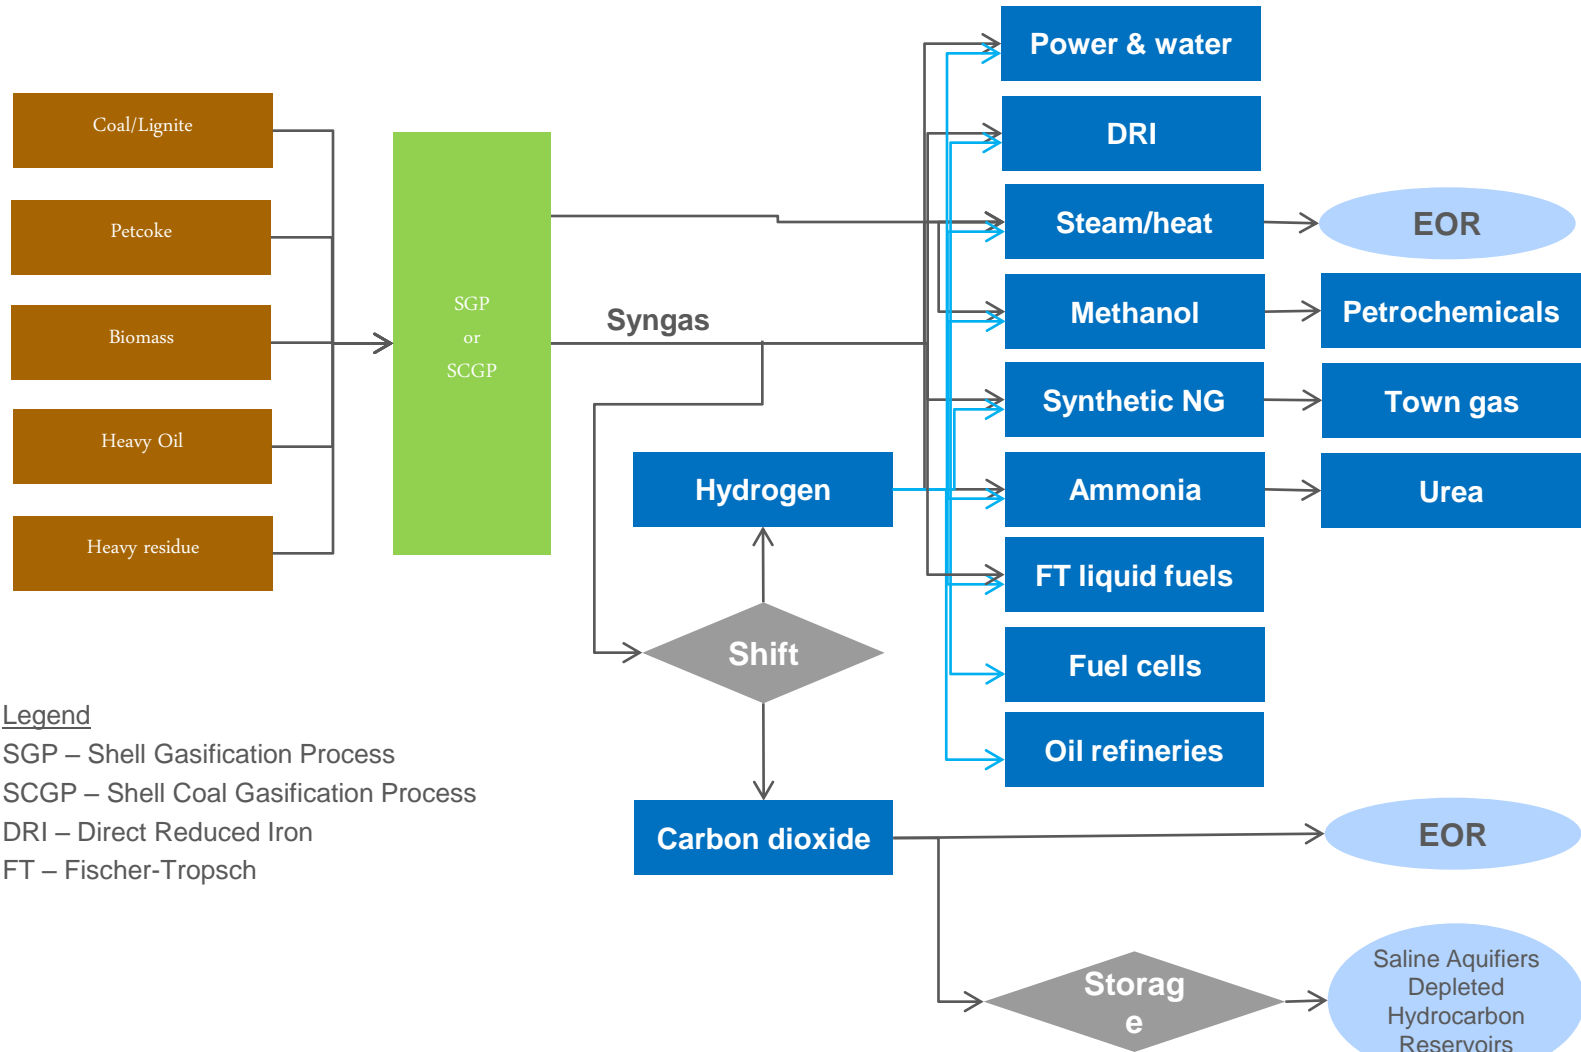 Power & water
Coal/Lignite
DRI
Petcoke
Steam/heat
EOR
SGP
or
SCGP
Syngas
Biomass
Methanol
Petrochemicals
Synthetic NG
Town gas
Heavy Oil
Hydrogen
Ammonia
Urea
Heavy residue
FT liquid fuels
Shift
Fuel cells
Oil refineries
Legend
SGP – Shell Gasification Process
SCGP – Shell Coal Gasification Process
DRI – Direct Reduced Iron
FT – Fischer-Tropsch
Carbon dioxide
EOR
Storag
e
Saline Aquifiers
Depleted
Hydrocarbon
Reservoirs